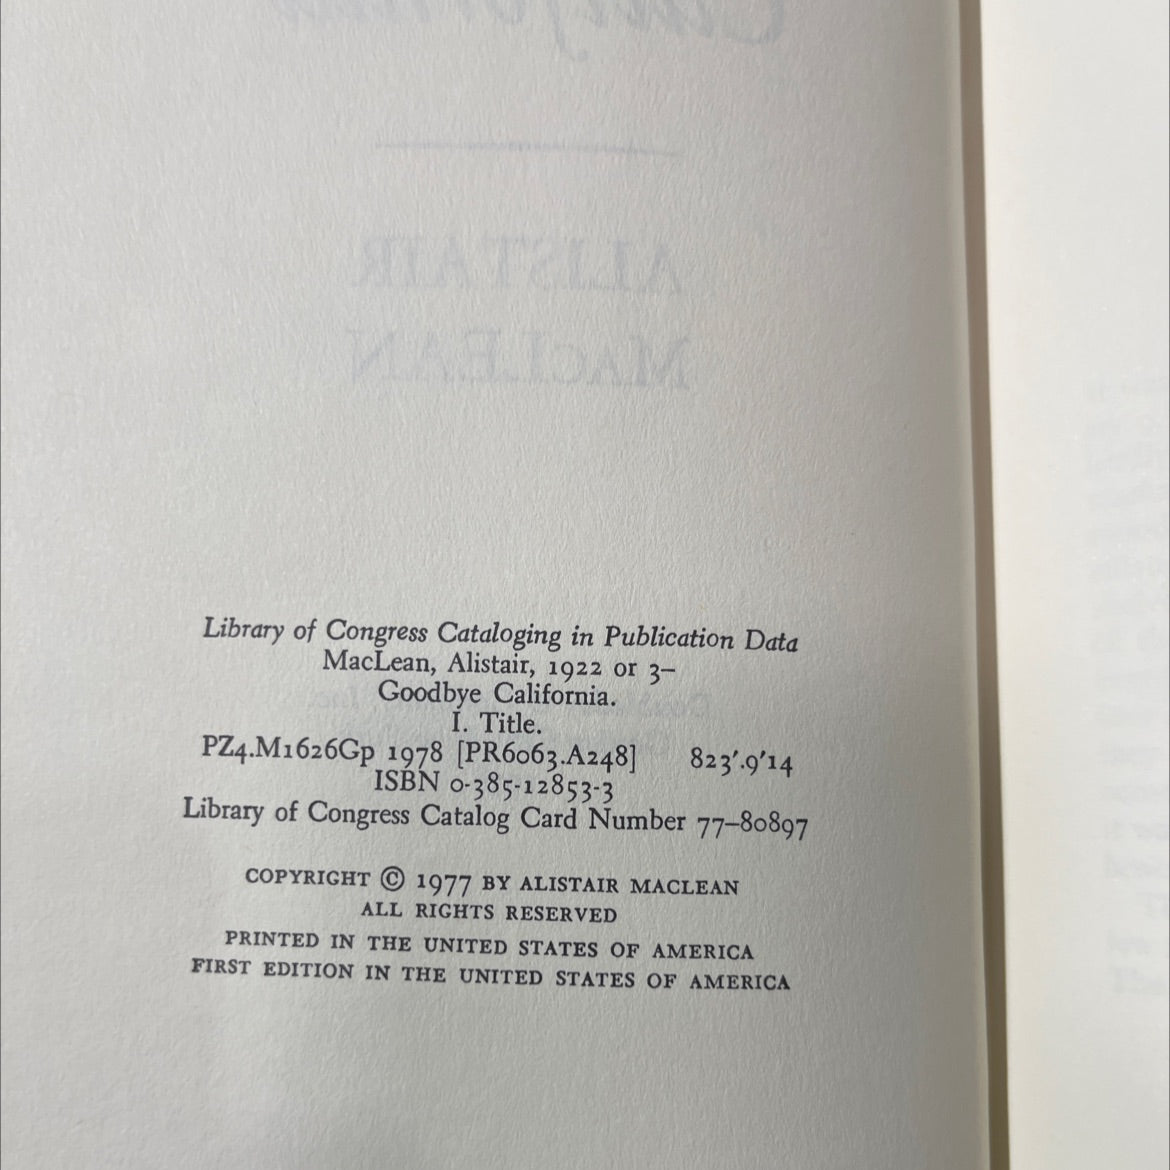 California
ALISTAIR
MACLEAN
Library of Congress Cataloging in Publication Data
MacLean, Alistair, 1922 or 3–
Goodbye California.
I. Title.
PZ4.M1626Gp 1978 [PR6063.A248] 823′.9′14
ISBN 0-385-12853-3
Library of Congress Catalog Card Number 77–80897
COPYRIGHT © 1977 BY ALISTAIR MACLEAN
ALL RIGHTS RESERVED
PRINTED IN THE UNITED STATES OF AMERICA
FIRST EDITION IN THE UNITED STATES OF AMERICA